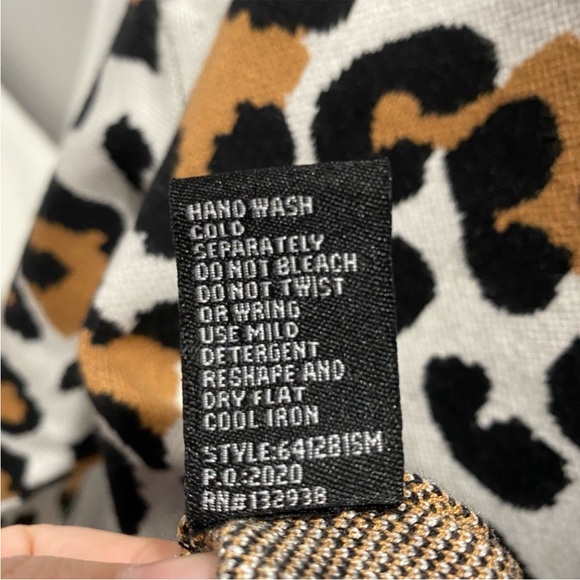 HAND WASH
COLD
SEPARATELY
DO NOT BLEACH
DO NOT TWIST
OR WRING
USE MILD
DETERGENT
RESHAPE AND
DRY FLAT
COOL IRON
STYLE:641281SM
P.O:2020
RN#132938